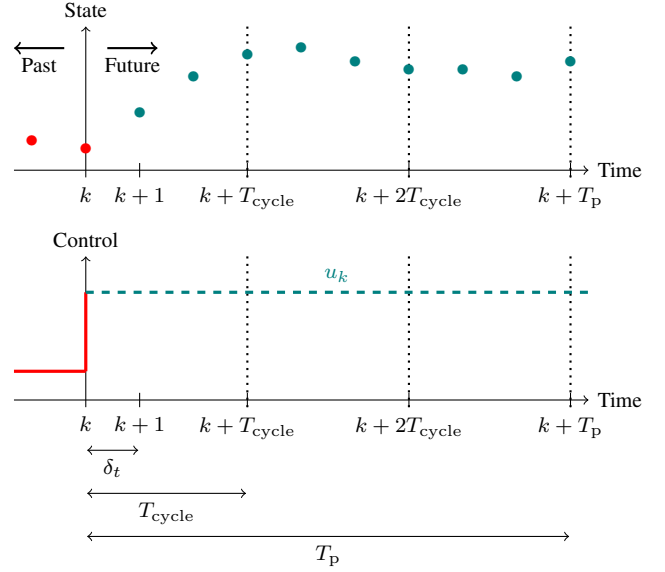 State
Past Future
Time
k k + 1 k + T_cycle k + 2T_cycle k + T_p
Control
u_k
Time
k k + 1 k + T_cycle k + 2T_cycle k + T_p
δ_t
T_cycle
T_p